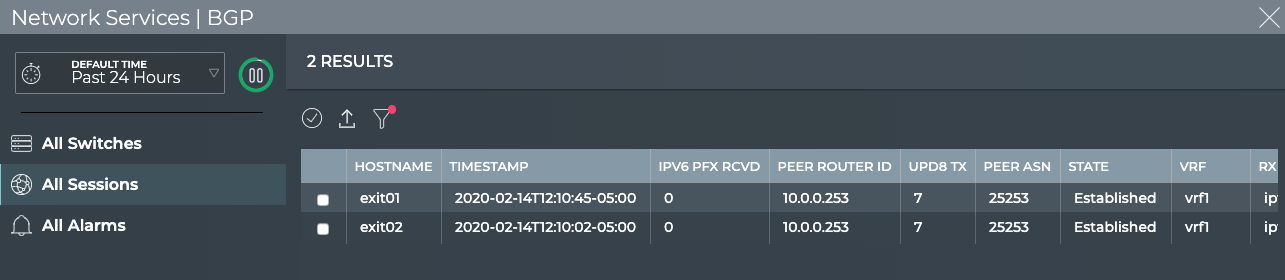 Network Services | BGP
DEFAULT TIME
Past 24 Hours
2 RESULTS
All Switches
All Sessions
All Alarms
HOSTNAME TIMESTAMP IPV6 PFX RCVD PEER ROUTER ID UPD8 TX PEER ASN STATE VRF RX
exit01 2020-02-14T12:10:45-05:00 0 10.0.0.253 7 25253 Established vrf1 ip
exit02 2020-02-14T12:10:02-05:00 0 10.0.0.253 7 25253 Established vrf1 ip